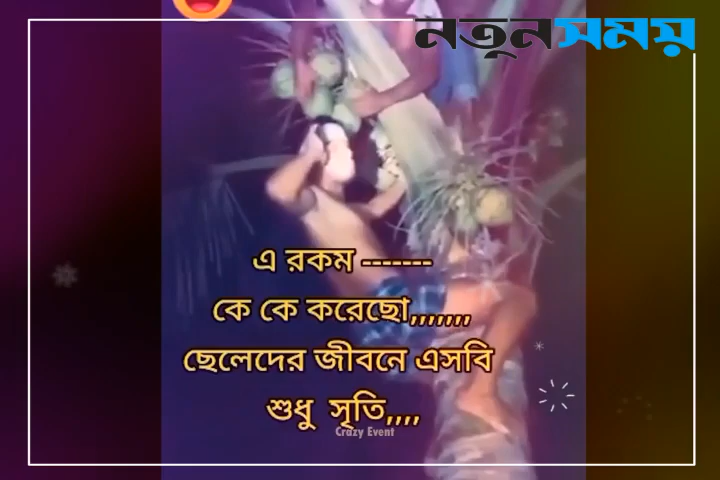 নতুনসময়
এ রকম -------
কে কে করেছো,,,,,,,
ছেলেদের জীবনে এসবি
শুধু সৃতি,,,,
Crazy Event